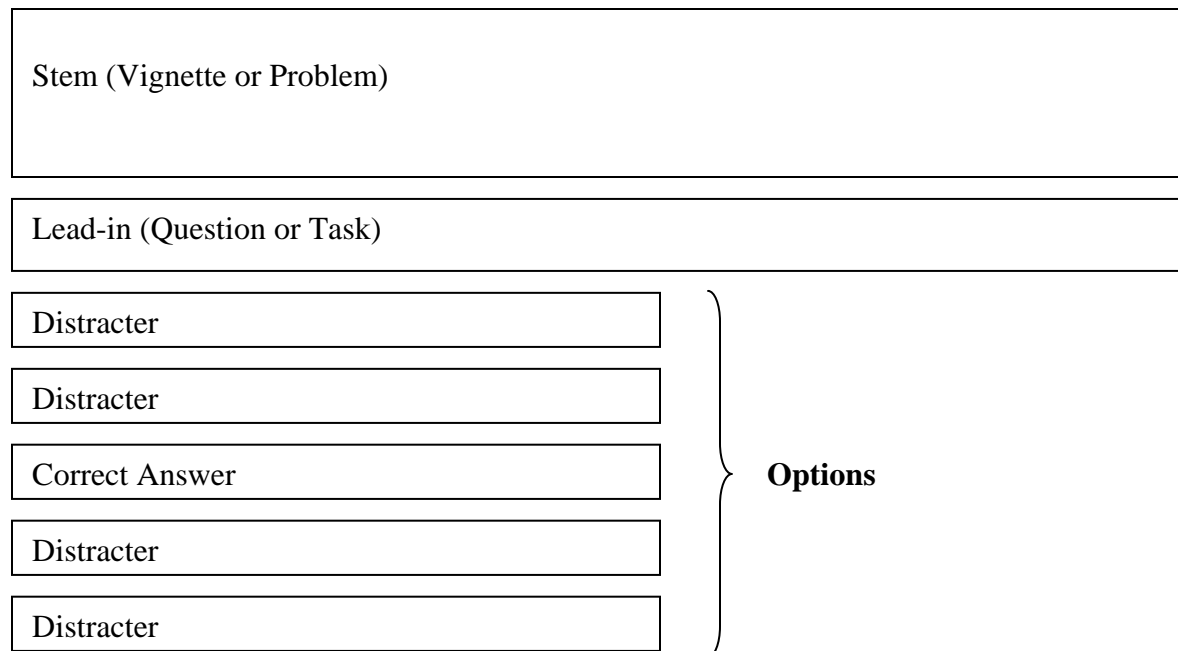 Stem (Vignette or Problem)
Lead-in (Question or Task)
Distracter
Distracter
Correct Answer
Options
Distracter
Distracter